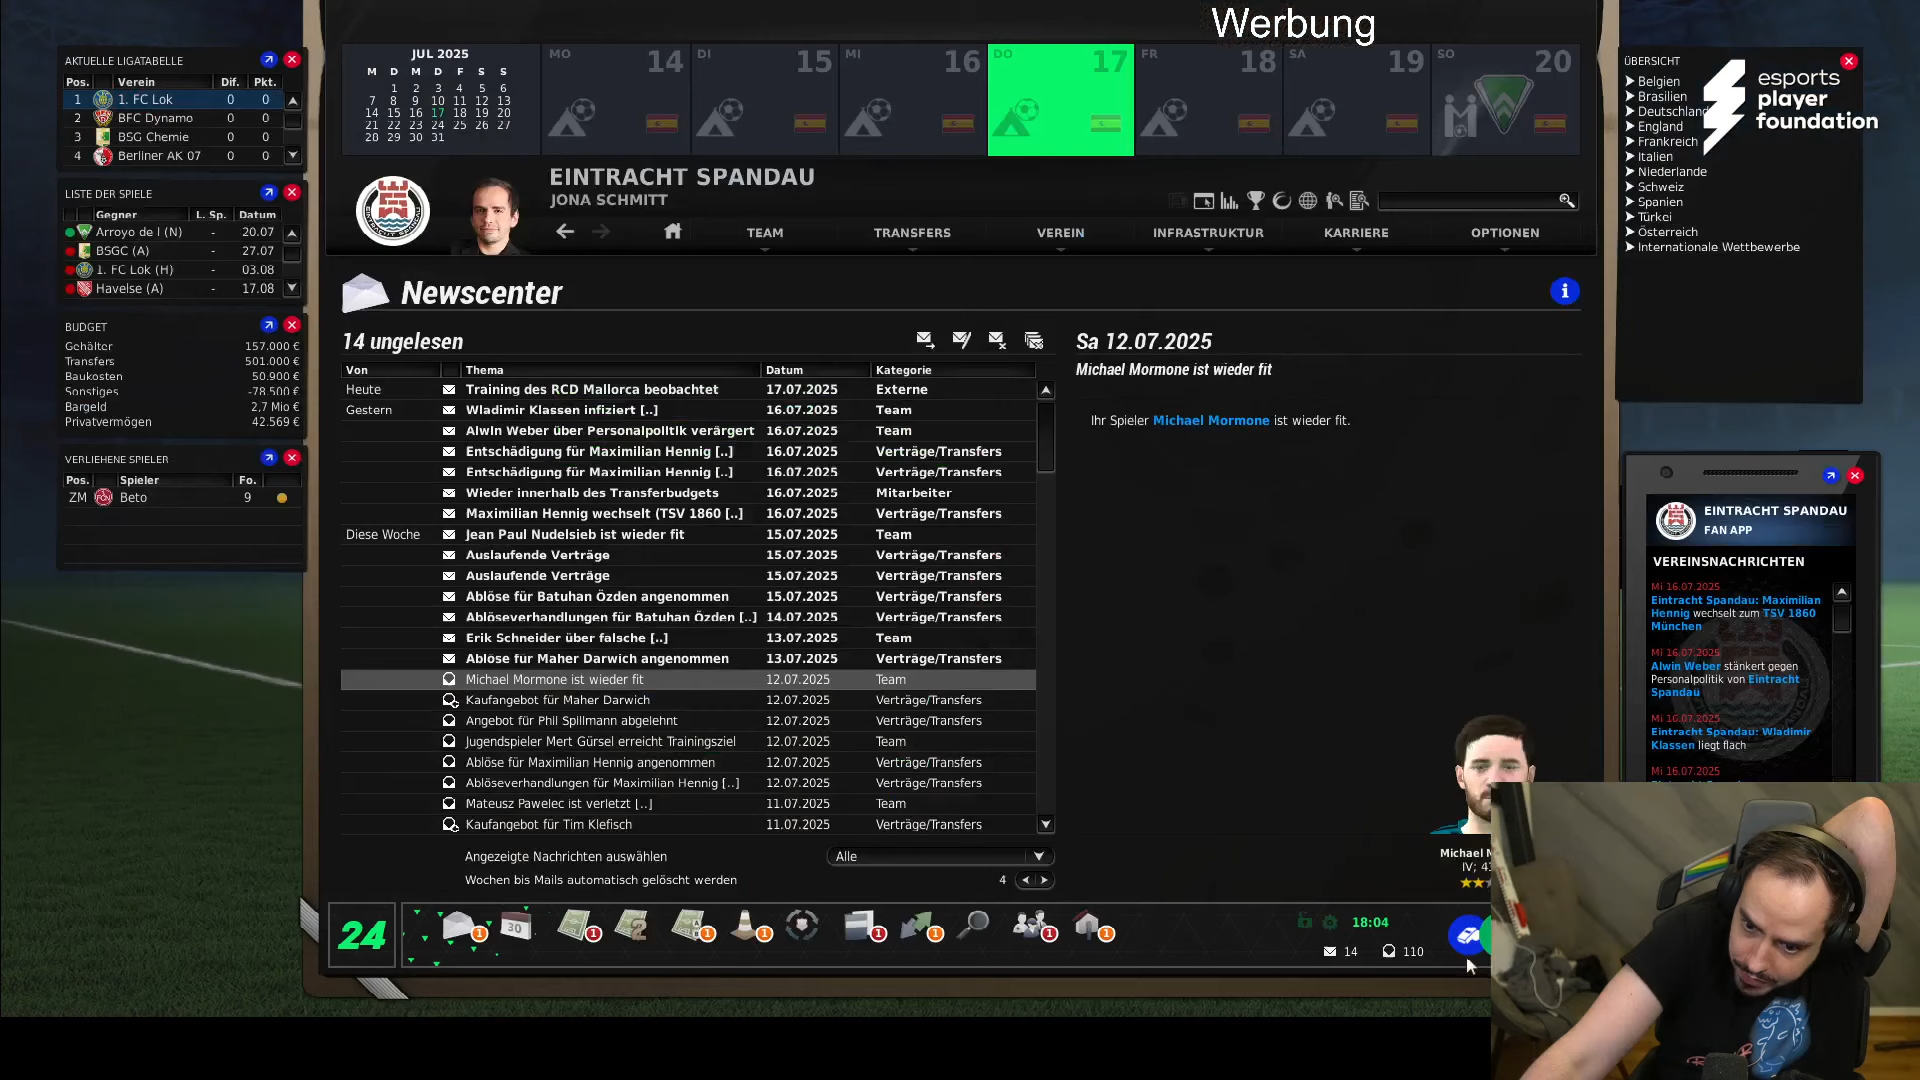 Werbung
AKTUELLE LIGATABELLE
Pos. Verein Dif. Pkt.
1 1. FC Lok 0 0
2 BFC Dynamo 0 0
3 BSG Chemie 0 0
4 Berliner AK 07 0 0
LISTE DER SPIELE
Gegner L. Sp. Datum
Arroyo de l (N) - 20.07
BSGC (A) - 27.07
1. FC Lok (H) - 03.08
Havelse (A) - 17.08
BUDGET
Gehälter 157.000 €
Transfers 501.000 €
Baukosten 50.900 €
Sonstiges -78.500 €
Bargeld 2,7 Mio €
Privatvermögen 42.569 €
VERLIEHENE SPIELER
Pos. Spieler Fo.
ZM Beto 9
JUL 2025
M D M D F S S
1 2 3 4 5 6
7 8 9 10 11 12 13
14 15 16 17 18 19 20
21 22 23 24 25 26 27
28 29 30 31
MO 14
DI 15
MI 16
DO 17
FR 18
SA 19
SO 20
EINTRACHT SPANDAU
JONA SCHMITT
TEAM
TRANSFERS
VEREIN
INFRASTRUKTUR
KARRIERE
OPTIONEN
Newscenter
14 ungelesen
Von Thema Datum Kategorie
Heute Training des RCD Mallorca beobachtet 17.07.2025 Externe
Gestern Wladimir Klassen infiziert [..] 16.07.2025 Team
Alwin Weber über Personalpolitik verärgert 16.07.2025 Team
Entschädigung für Maximilian Hennig [..] 16.07.2025 Verträge/Transfers
Entschädigung für Maximilian Hennig [..] 16.07.2025 Verträge/Transfers
Wieder innerhalb des Transferbudgets 16.07.2025 Mitarbeiter
Maximilian Hennig wechselt (TSV 1860 [..] 16.07.2025 Verträge/Transfers
Diese Woche Jean Paul Nudelsieb ist wieder fit 15.07.2025 Team
Auslaufende Verträge 15.07.2025 Verträge/Transfers
Auslaufende Verträge 15.07.2025 Verträge/Transfers
Ablöse für Batuhan Özden angenommen 15.07.2025 Verträge/Transfers
Ablöseverhandlungen für Batuhan Özden [..] 14.07.2025 Verträge/Transfers
Erik Schneider über falsche [..] 13.07.2025 Team
Ablöse für Maher Darwich angenommen 13.07.2025 Verträge/Transfers
Michael Mormone ist wieder fit 12.07.2025 Team
Kaufangebot für Maher Darwich 12.07.2025 Verträge/Transfers
Angebot für Phil Spillmann abgelehnt 12.07.2025 Verträge/Transfers
Jugendspieler Mert Gürsel erreicht Trainingsziel 12.07.2025 Team
Ablöse für Maximilian Hennig angenommen 12.07.2025 Verträge/Transfers
Ablöseverhandlungen für Maximilian Hennig [..] 12.07.2025 Verträge/Transfers
Mateusz Pawelec ist verletzt [..] 11.07.2025 Team
Kaufangebot für Tim Klefisch 11.07.2025 Verträge/Transfers
Angezeigte Nachrichten auswählen Alle
Wochen bis Mails automatisch gelöscht werden 4
Sa 12.07.2025
Michael Mormone ist wieder fit
Ihr Spieler Michael Mormone ist wieder fit.
24
30
1 1 1 1 1 1 1 1
18:04
14 110
ÜBERSICHT
Belgien
Brasilien
Deutschland
England
Frankreich
Italien
Niederlande
Schweiz
Spanien
Türkei
Österreich
Internationale Wettbewerbe
esports
player
foundation
EINTRACHT SPANDAU
FAN APP
VEREINSNACHRICHTEN
Mi 16.07.2025
Eintracht Spandau: Maximilian
Hennig wechselt zum TSV 1860
München
Mi 16.07.2025
Alwin Weber stänkert gegen
Personalpolitik von Eintracht
Spandau
Mi 16.07.2025
Eintracht Spandau: Wladimir
Klassen liegt flach
Mi 16.07.2025